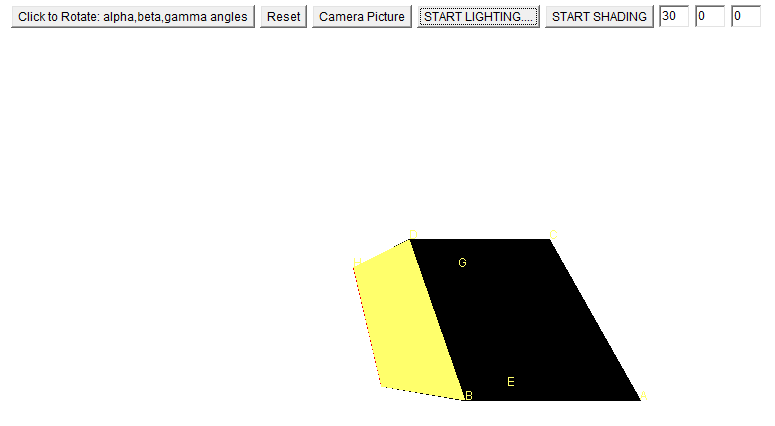 Click to Rotate: alpha,beta,gamma angles Reset Camera Picture START LIGHTING.... START SHADING 30 0 0
D C
H G
E
B A